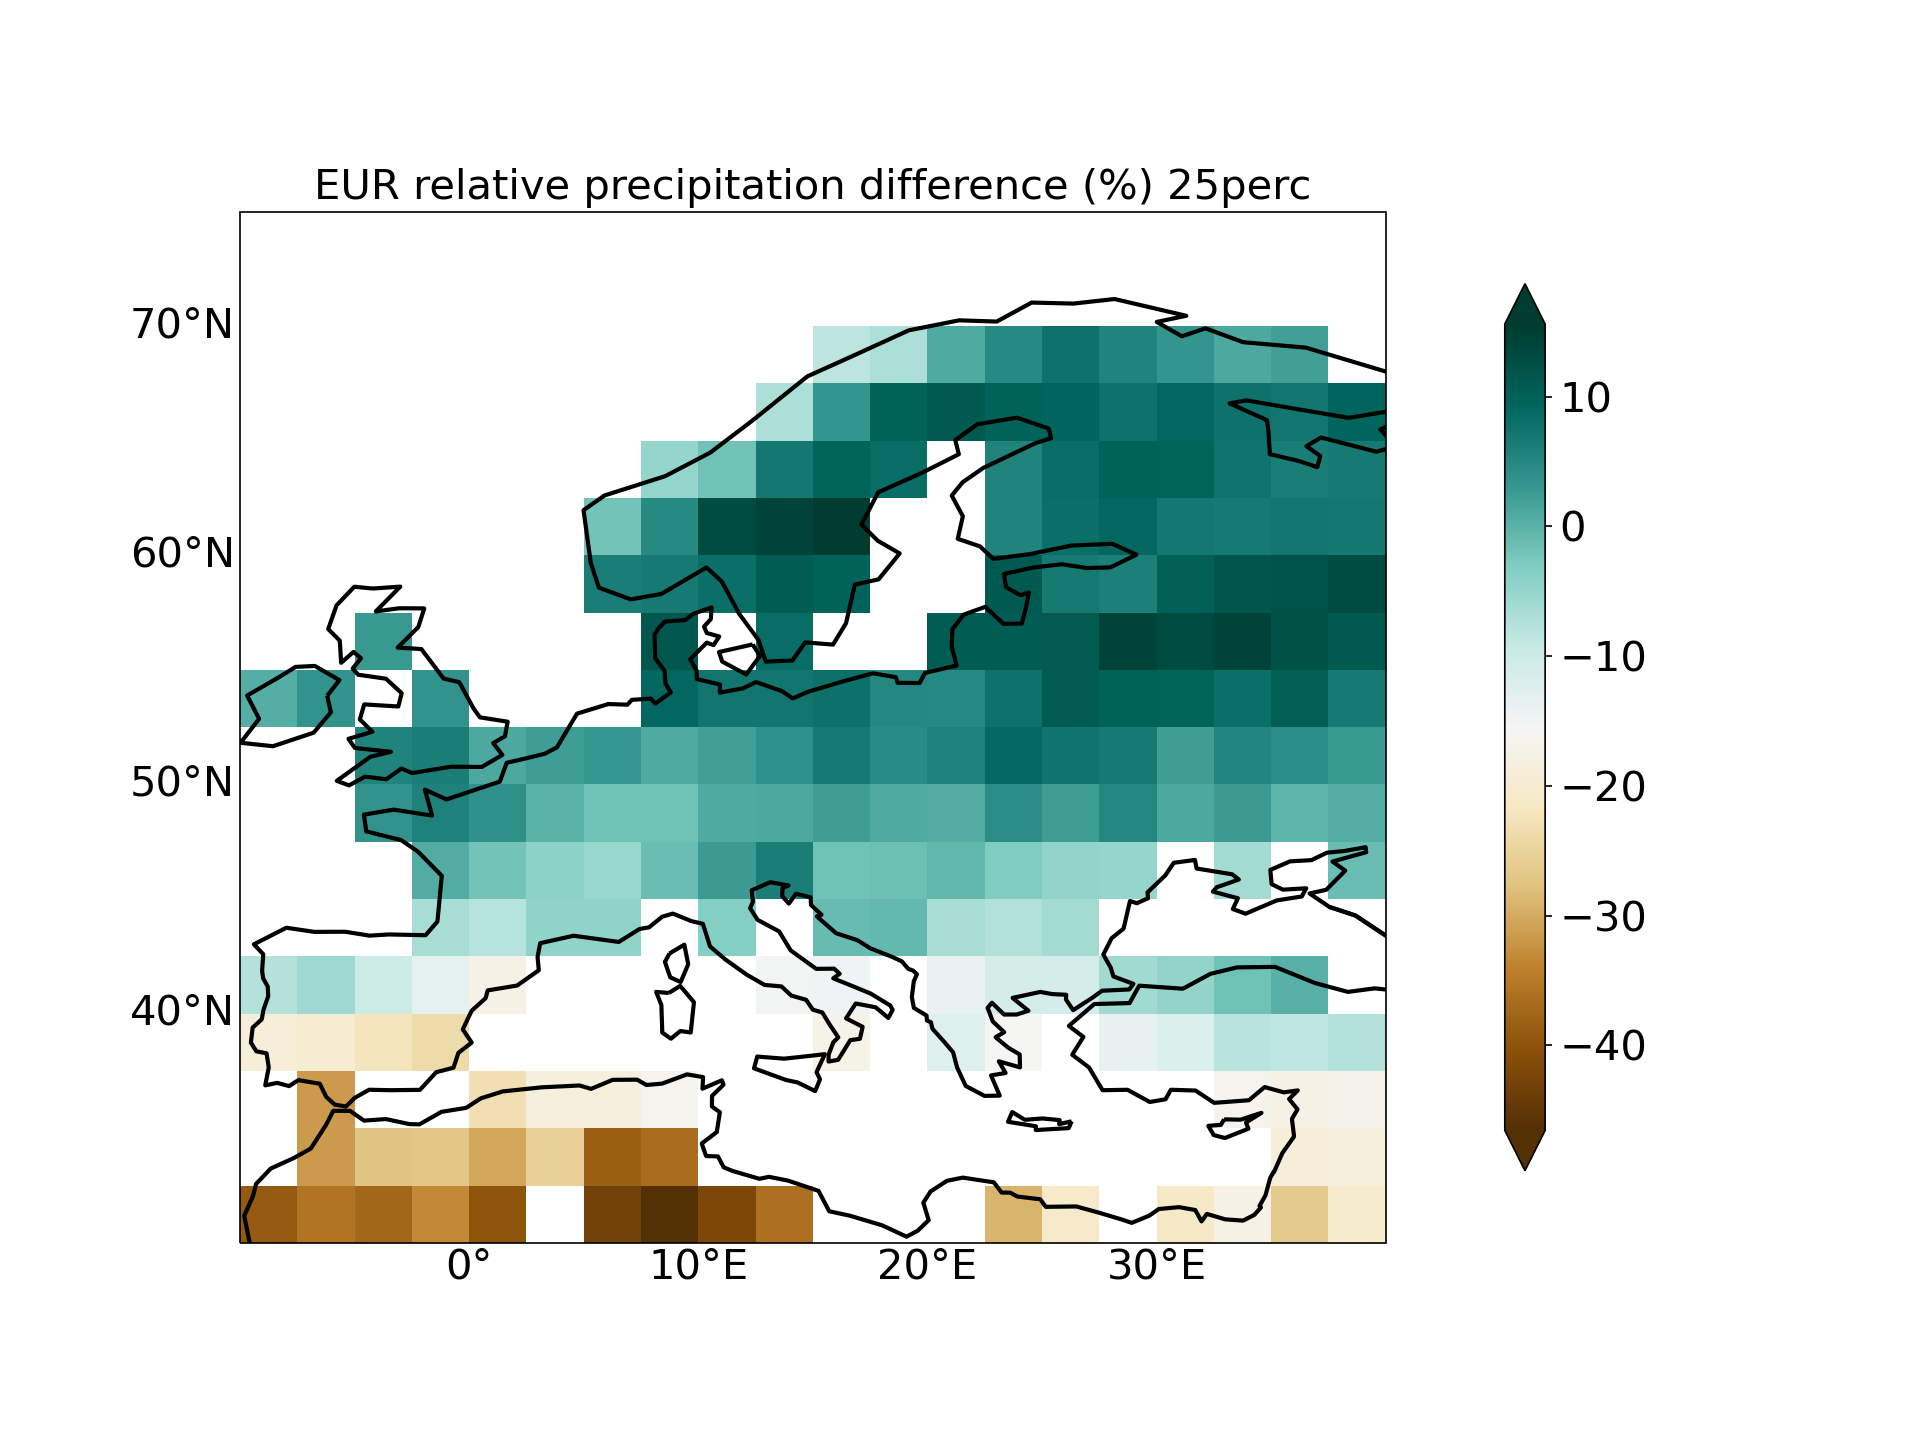 EUR relative precipitation difference (%) 25perc
70°N
60°N
50°N
40°N
0°
10°E
20°E
30°E
10
0
−10
−20
−30
−40